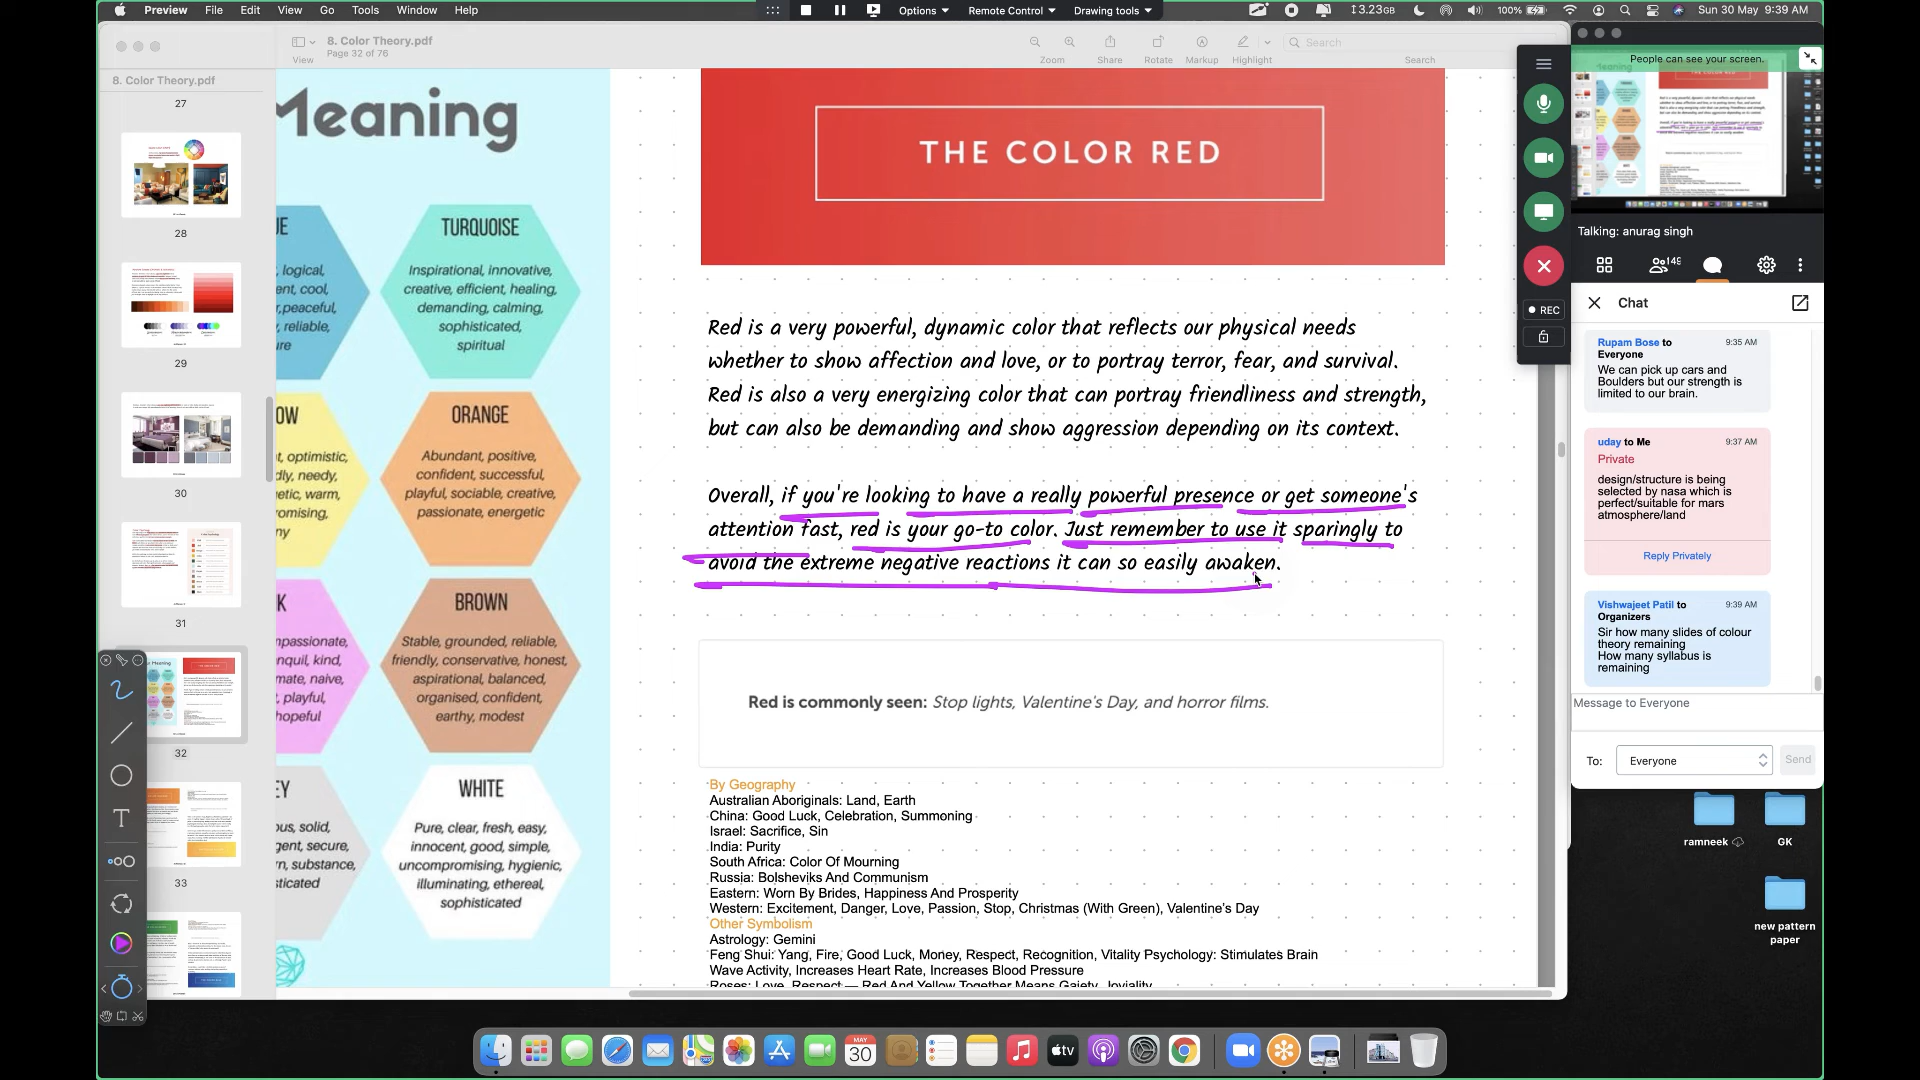 Preview File Edit View Go Tools Window Help
Options Remote Control Drawing tools
3.23GB 100% Sun 30 May 9:39 AM
8. Color Theory.pdf
Page 32 of 76
View
Zoom Share Rotate Markup Highlight Search
Search
8. Color Theory.pdf
27
28
29
30
31
32
33
Meaning
TURQUOISE
Inspirational, innovative,
creative, efficient, healing,
demanding, calming,
sophisticated,
spiritual
ORANGE
Abundant, positive,
confident, successful,
playful, sociable, creative,
passionate, energetic
BROWN
Stable, grounded, reliable,
friendly, conservative, honest,
aspirational, balanced,
organised, confident,
earthy, modest
WHITE
Pure, clear, fresh, easy,
innocent, good, simple,
uncompromising, hygienic,
illuminating, ethereal,
sophisticated
THE COLOR RED
Red is a very powerful, dynamic color that reflects our physical needs
whether to show affection and love, or to portray terror, fear, and survival.
Red is also a very energizing color that can portray friendliness and strength,
but can also be demanding and show aggression depending on its context.
Overall, if you're looking to have a really powerful presence or get someone's
attention fast, red is your go-to color. Just remember to use it sparingly to
avoid the extreme negative reactions it can so easily awaken.
Red is commonly seen: Stop lights, Valentine's Day, and horror films.
By Geography
Australian Aboriginals: Land, Earth
China: Good Luck, Celebration, Summoning
Israel: Sacrifice, Sin
India: Purity
South Africa: Color Of Mourning
Russia: Bolsheviks And Communism
Eastern: Worn By Brides, Happiness And Prosperity
Western: Excitement, Danger, Love, Passion, Stop, Christmas (With Green), Valentine's Day
Other Symbolism
Astrology: Gemini
Feng Shui: Yang, Fire, Good Luck, Money, Respect, Recognition, Vitality Psychology: Stimulates Brain
Wave Activity, Increases Heart Rate, Increases Blood Pressure
Roses: Love, Respect — Red And Yellow Together Means Gaiety, Joviality
REC
People can see your screen.
Talking: anurag singh
149
Chat
Rupam Bose to Everyone 9:35 AM
We can pick up cars and
Boulders but our strength is
limited to our brain.
uday to Me 9:37 AM
Private
design/structure is being
selected by nasa which is
perfect/suitable for mars
atmosphere/land
Reply Privately
Vishwajeet Patil to Organizers 9:39 AM
Sir how many slides of colour
theory remaining
How many syllabus is
remaining
Message to Everyone
To: Everyone Send
ramneek GK
new pattern
paper
MAY
30
tv